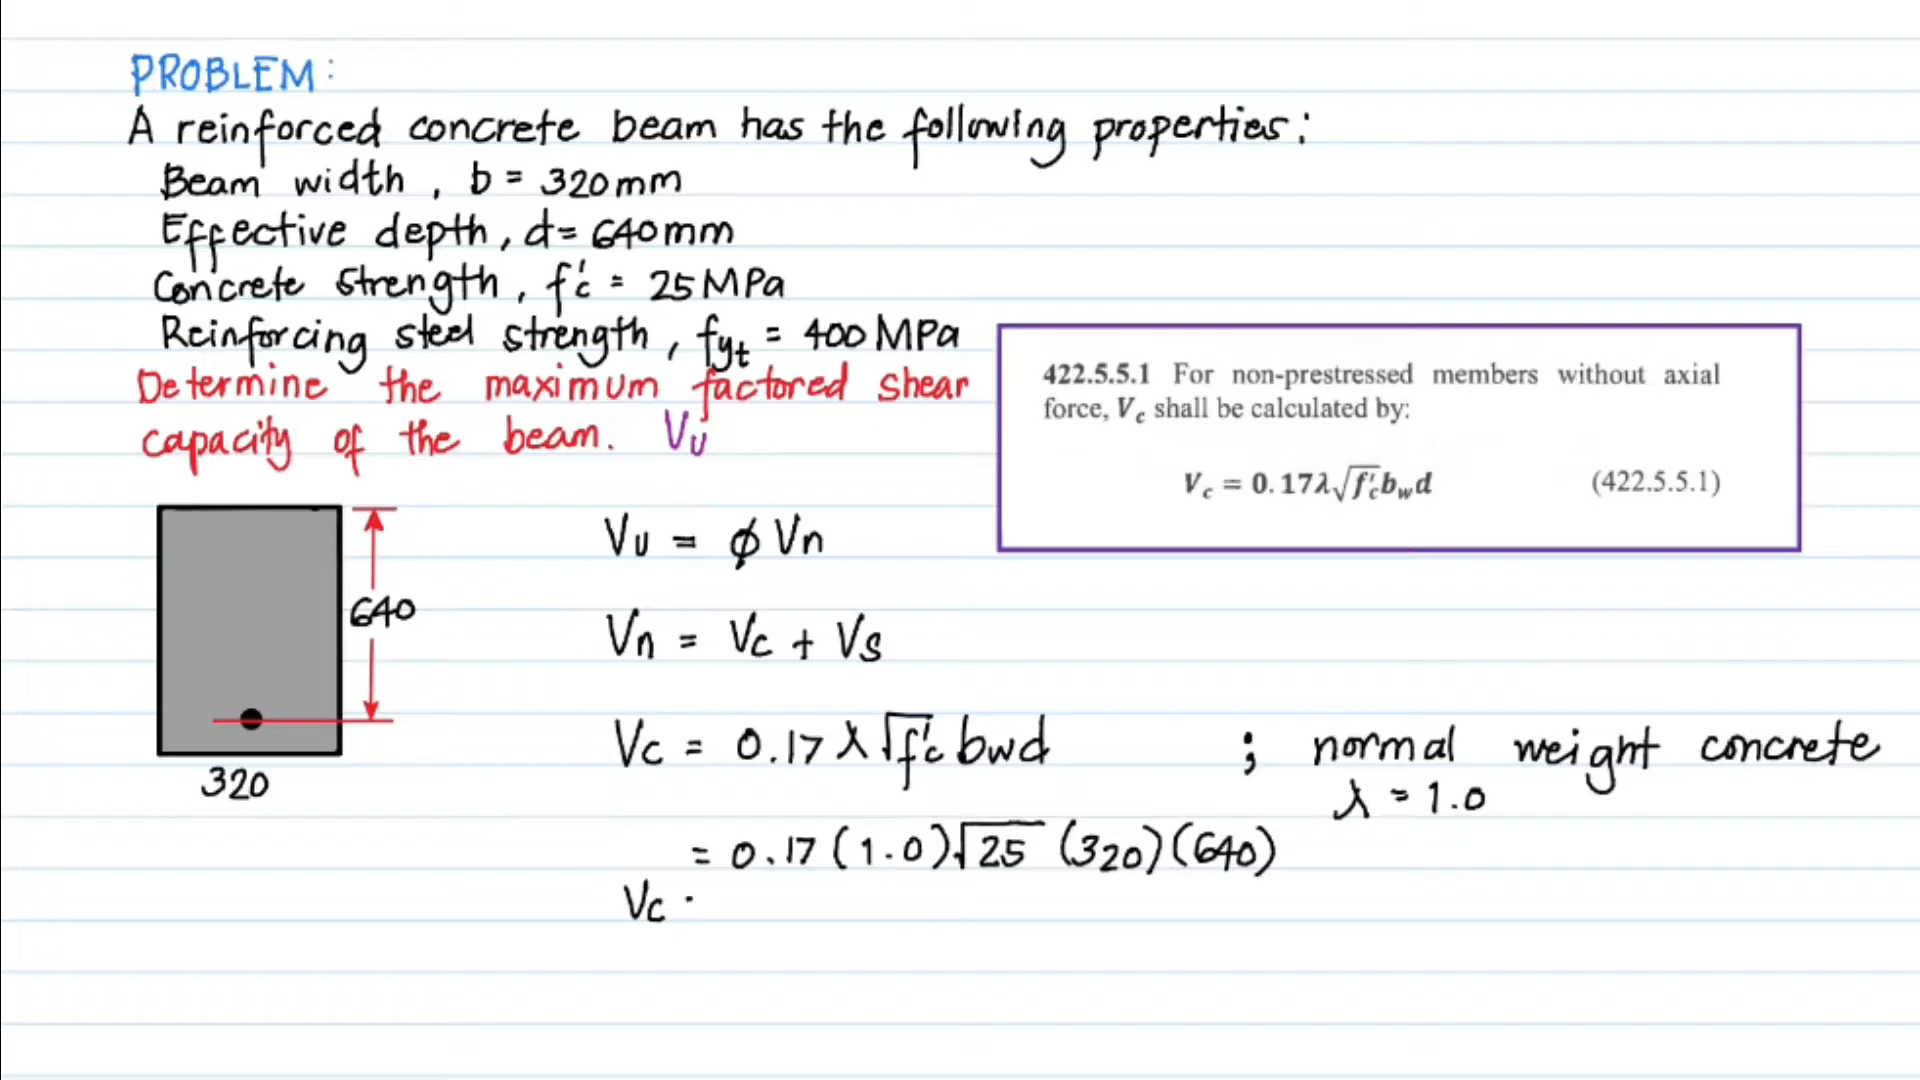 PROBLEM:
A reinforced concrete beam has the following properties:
Beam width, b = 320mm
Effective depth, d = 640mm
Concrete strength, f'c = 25MPa
Reinforcing steel strength, fyt = 400MPa
Determine the maximum factored shear
capacity of the beam. Vu
422.5.5.1 For non-prestressed members without axial
force, Vc shall be calculated by:
Vc = 0.17λ√f'c bwd (422.5.5.1)
640
320
Vu = ϕVn
Vn = Vc + Vs
Vc = 0.17λ√f'c bwd ; normal weight concrete
λ = 1.0
= 0.17(1.0)√25 (320)(640)
Vc ·